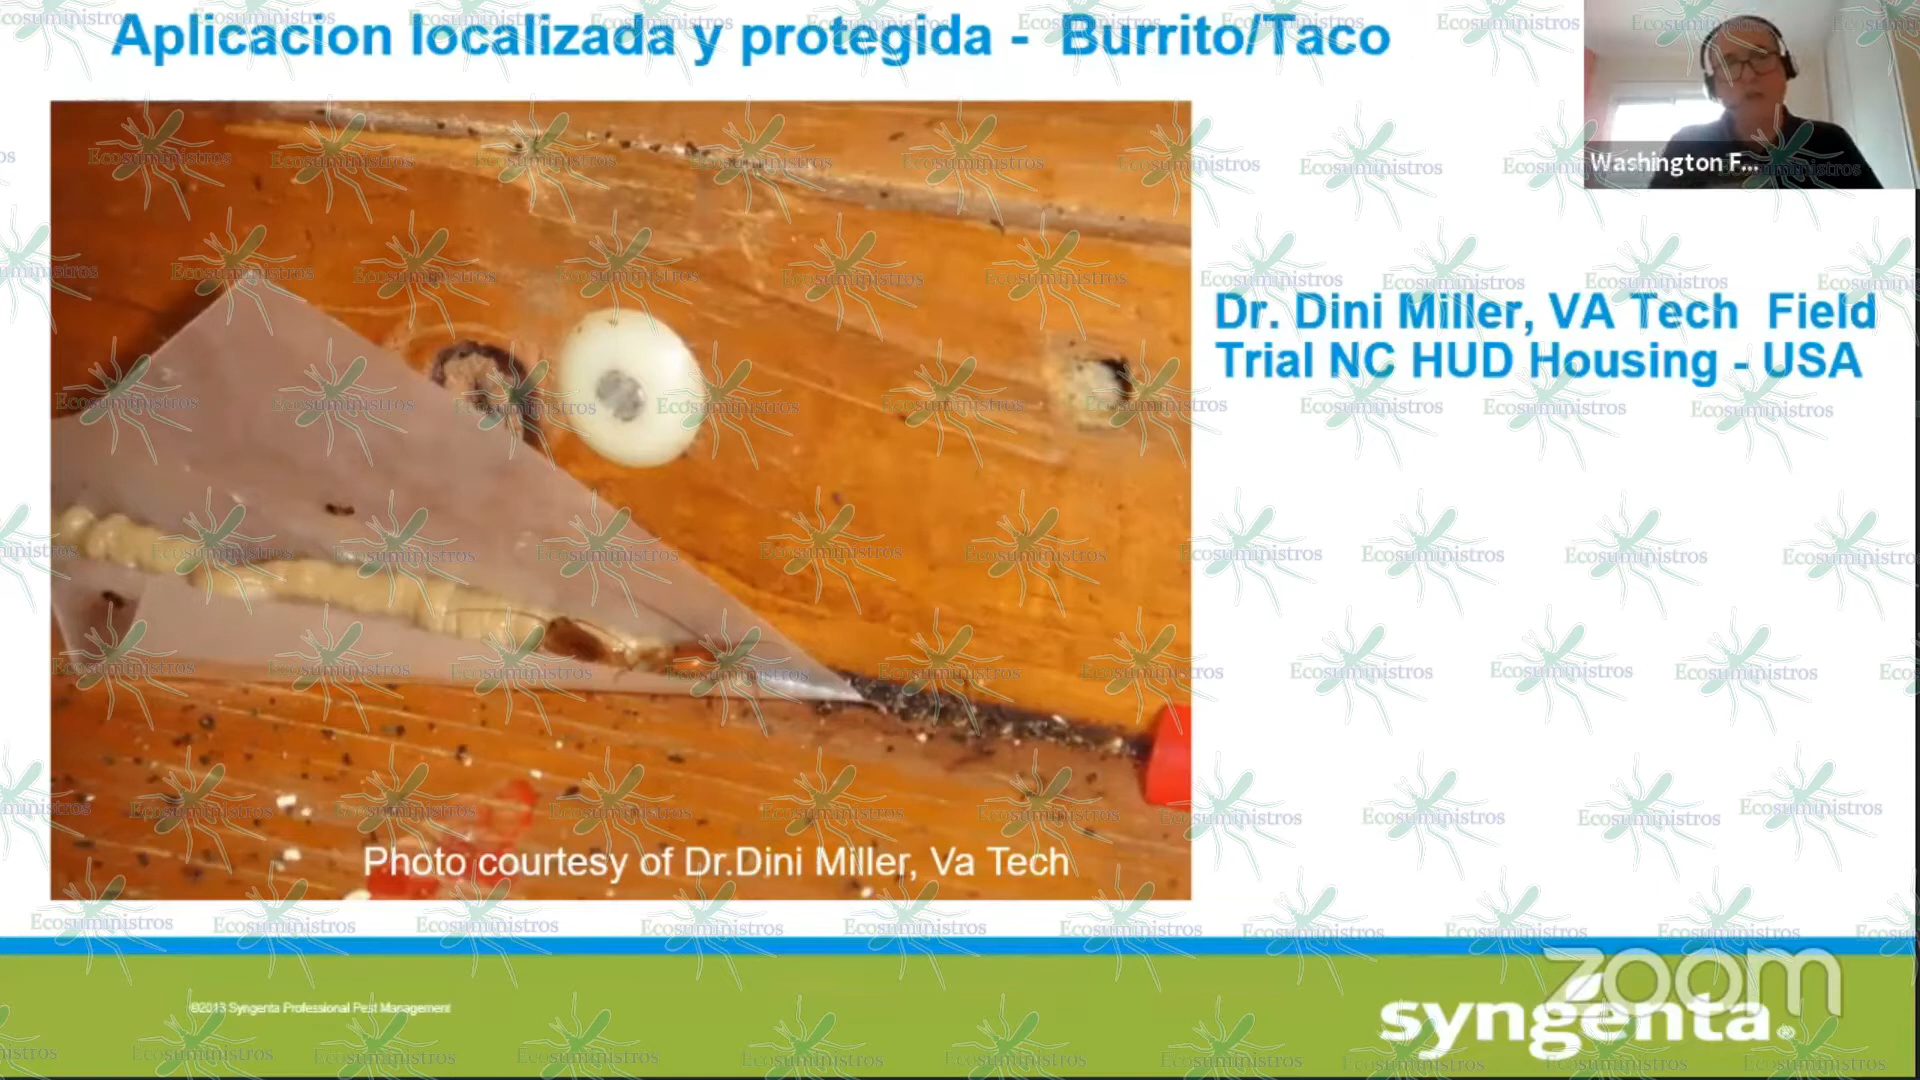 Aplicacion localizada y protegida - Burrito/Taco
Washington F...
Dr. Dini Miller, VA Tech Field
Trial NC HUD Housing - USA
Photo courtesy of Dr.Dini Miller, Va Tech
©2013 Syngenta Professional Pest Management
zoom
syngenta®
Ecosuministros